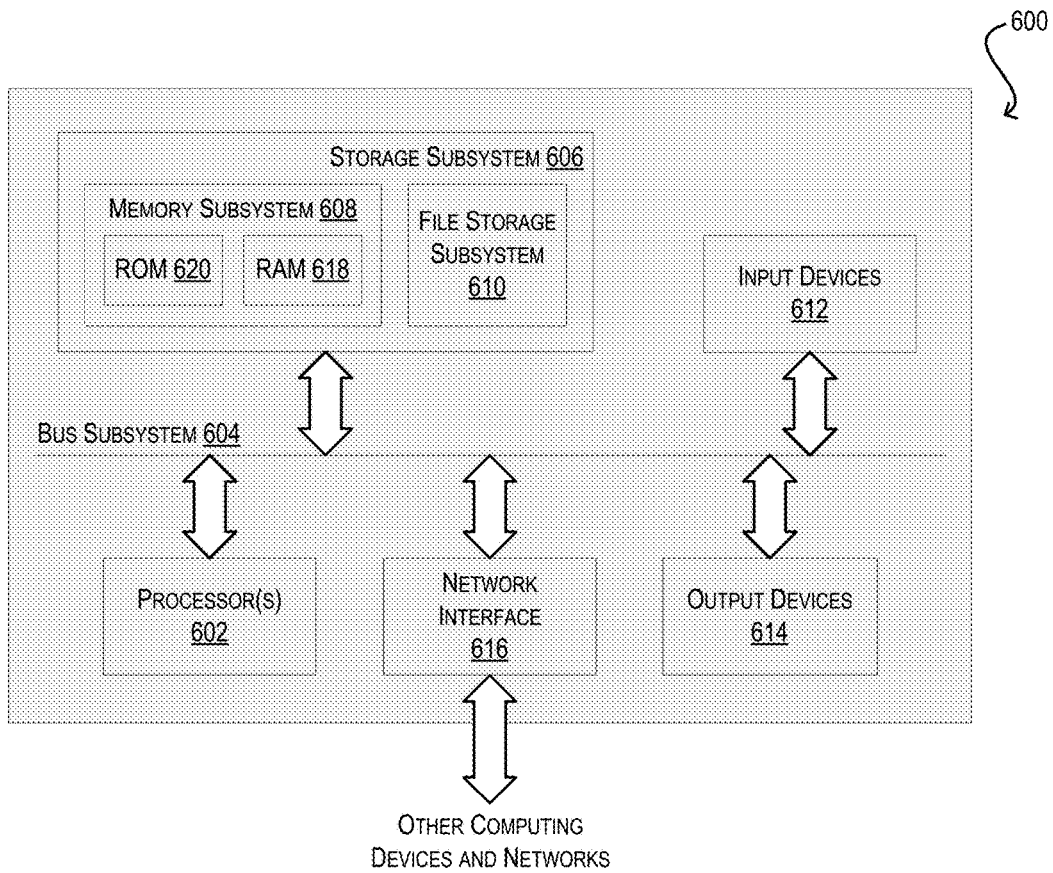 600
STORAGE SUBSYSTEM 606
MEMORY SUBSYSTEM 608
ROM 620
RAM 618
FILE STORAGE
SUBSYSTEM
610
INPUT DEVICES
612
BUS SUBSYSTEM 604
PROCESSOR(S)
602
NETWORK
INTERFACE
616
OUTPUT DEVICES
614
OTHER COMPUTING
DEVICES AND NETWORKS